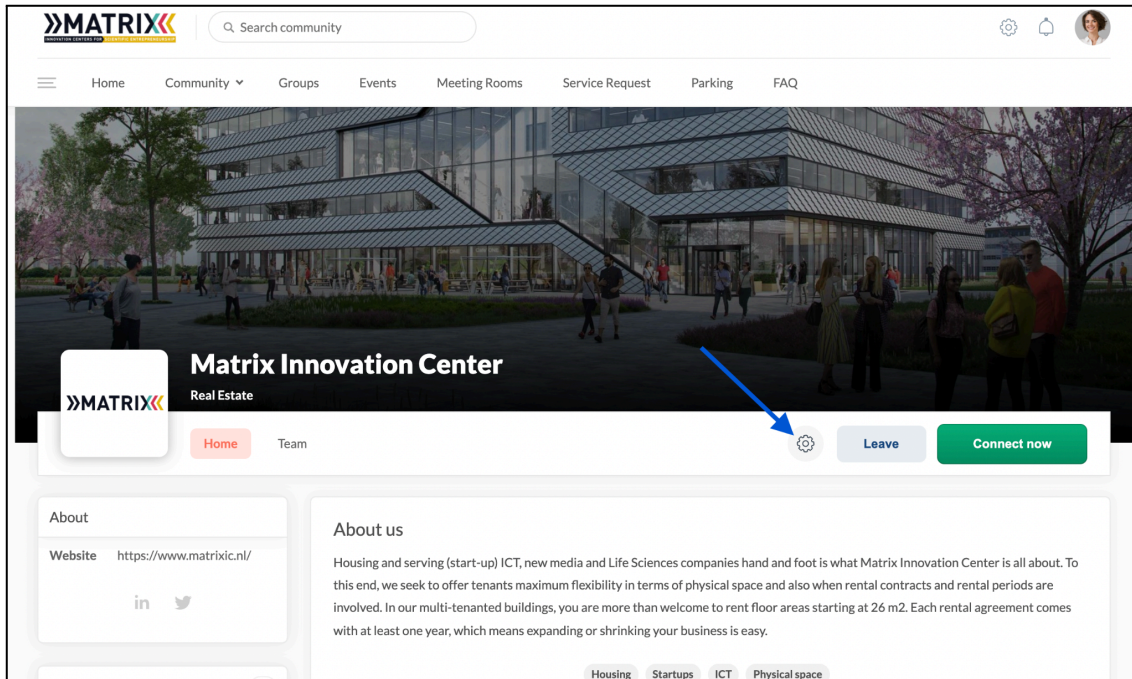 »MATRIX«
INNOVATION CENTERS FOR SCIENTIFIC ENTREPRENEURSHIP
Search community
Home Community Groups Events Meeting Rooms Service Request Parking FAQ
Matrix Innovation Center
Real Estate
»MATRIX«
Home Team Leave Connect now
About
Website https://www.matrixic.nl/
in
About us
Housing and serving (start-up) ICT, new media and Life Sciences companies hand and foot is what Matrix Innovation Center is all about. To
this end, we seek to offer tenants maximum flexibility in terms of physical space and also when rental contracts and rental periods are
involved. In our multi-tenanted buildings, you are more than welcome to rent floor areas starting at 26 m2. Each rental agreement comes
with at least one year, which means expanding or shrinking your business is easy.
Housing Startups ICT Physical space